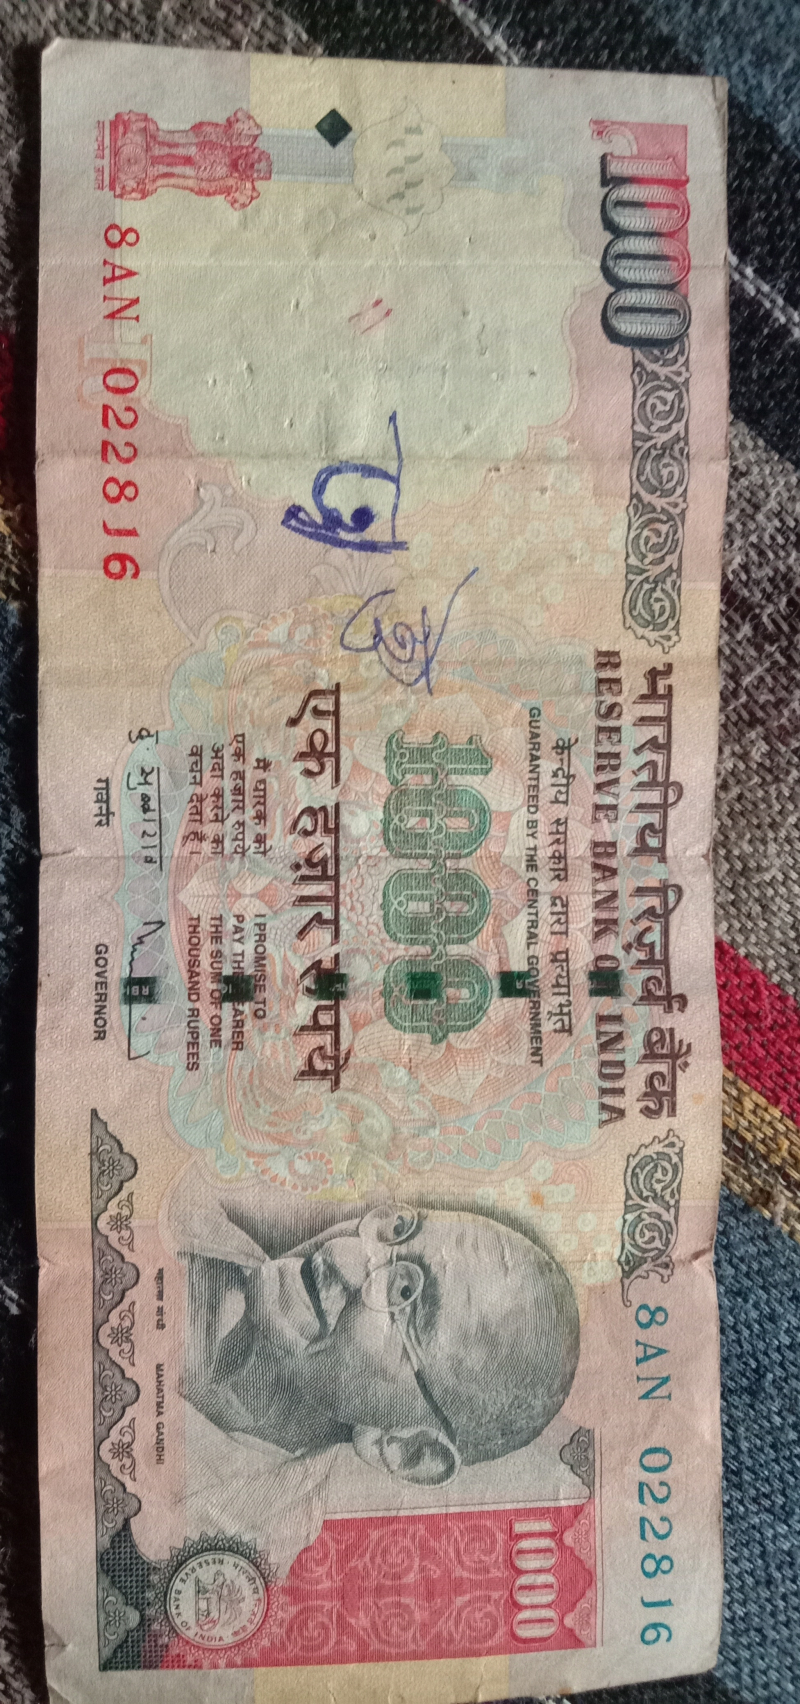 1000
भारतीय रिज़र्व बैंक
RESERVE BANK OF INDIA
8AN 022816
केन्द्रीय सरकार द्वारा प्रत्याभूत
GUARANTEED BY THE CENTRAL GOVERNMENT
1000
एक हज़ार रुपये
मैं धारक को
एक हज़ार रुपये
अदा करने का
वचन देता हूँ।
I PROMISE TO
PAY THE BEARER
THE SUM OF ONE
THOUSAND RUPEES
गवर्नर
GOVERNOR
8AN 022816
1000
महात्मा गांधी MAHATMA GANDHI
RESERVE BANK OF INDIA